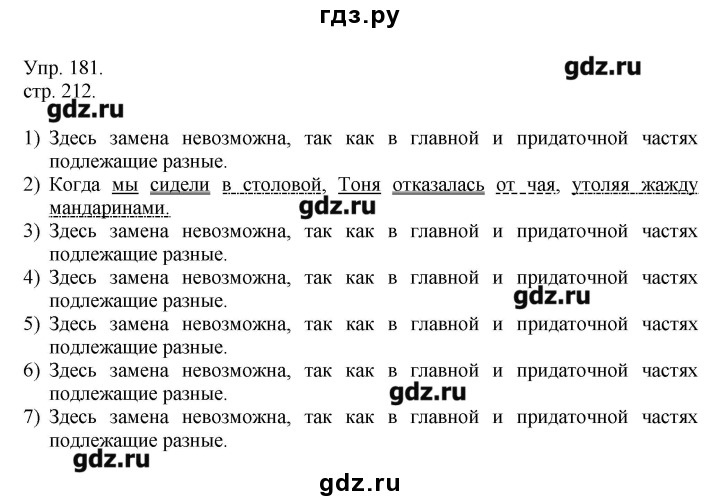 гдз.ру
Упр. 181.
gdz.ru
стр. 212.
gdz.ru
1) Здесь замена невозможна, так как в главной и придаточной частях
подлежащие разные.
2) Когда мы сидели в столовой, Тоня отказалась от чая, утоляя жажду
мандаринами.
gdz.ru
3) Здесь замена невозможна, так как в главной и придаточной частях
подлежащие разные.
4) Здесь замена невозможна, так как в главной и придаточной частях
подлежащие разные.
gdz.ru
5) Здесь замена невозможна, так как в главной и придаточной частях
подлежащие разные.
6) Здесь замена невозможна, так как в главной и придаточной частях
подлежащие разные.
gdz.ru
7) Здесь замена невозможна, так как в главной и придаточной частях
подлежащие разные.
gdz.ru
gdz.ru